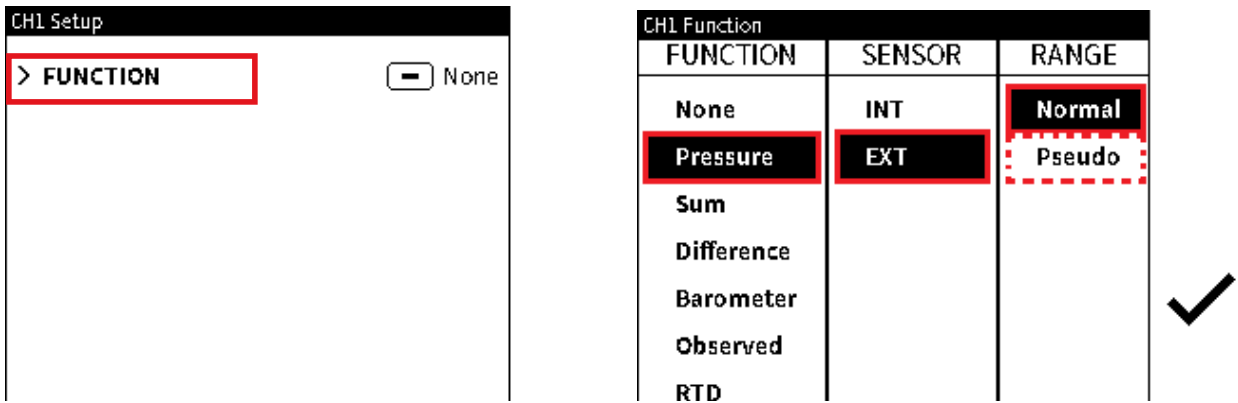 CH1 Setup
> FUNCTION None
CH1 Function
FUNCTION SENSOR RANGE
None INT Normal
Pressure EXT Pseudo
Sum
Difference
Barometer
Observed
RTD